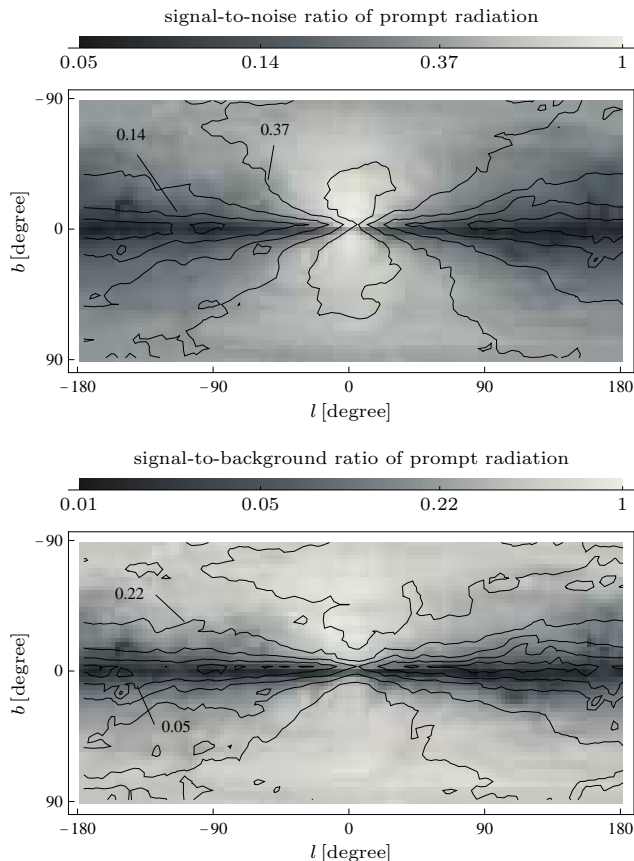 signal-to-noise ratio of prompt radiation
0.05 0.14 0.37 1
−90
0.14 0.37
0
b [degree]
90
−180 −90 0 90 180
l [degree]
signal-to-background ratio of prompt radiation
0.01 0.05 0.22 1
−90
0.22
0
b [degree]
0.05
90
−180 −90 0 90 180
l [degree]